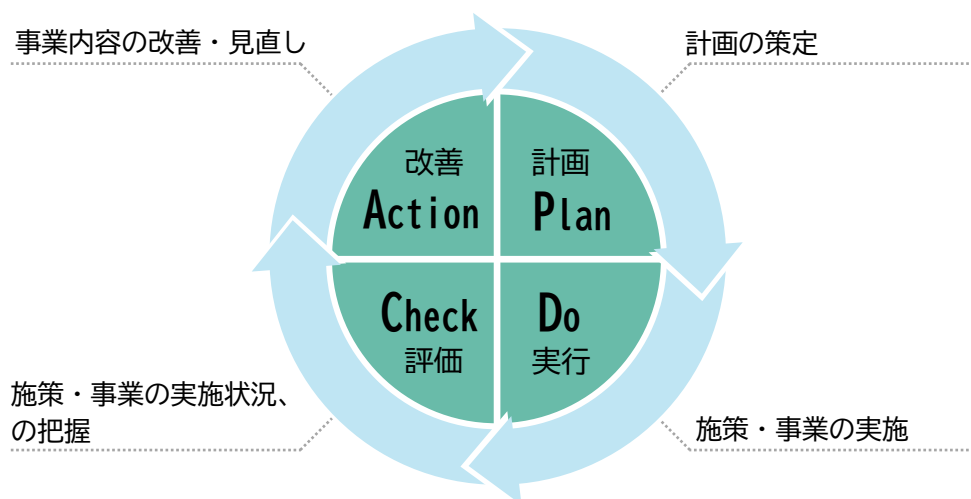 事業内容の改善・見直し
計画の策定
改善
Action
計画
Plan
Check
評価
Do
実行
施策・事業の実施状況、
の把握
施策・事業の実施